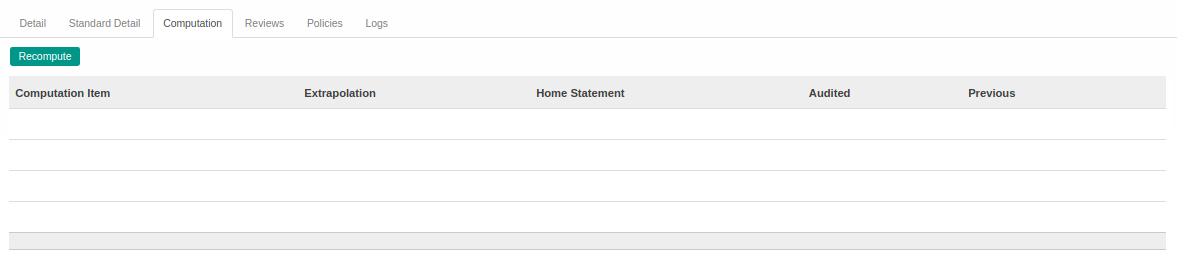 Detail Standard Detail Computation Reviews Policies Logs
Recompute
Computation Item Extrapolation Home Statement Audited Previous